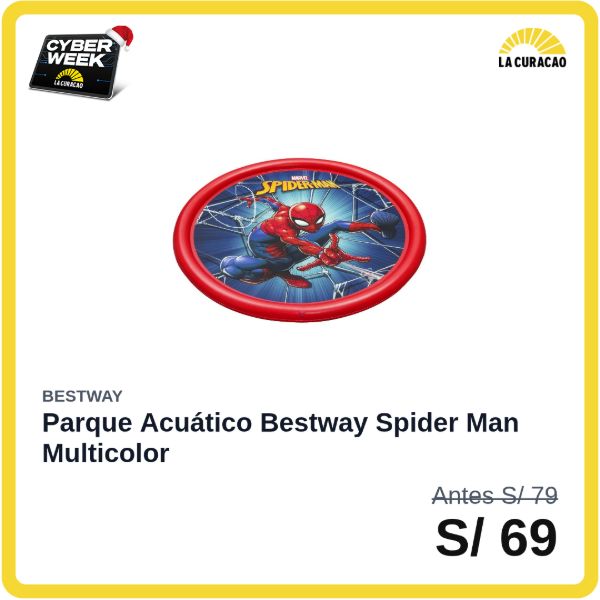 CYBER
WEEK
LA CURACAO
LA CURACAO
MARVEL
SPIDER-MAN
BESTWAY
Parque Acuático Bestway Spider Man
Multicolor
Antes S/ 79
S/ 69